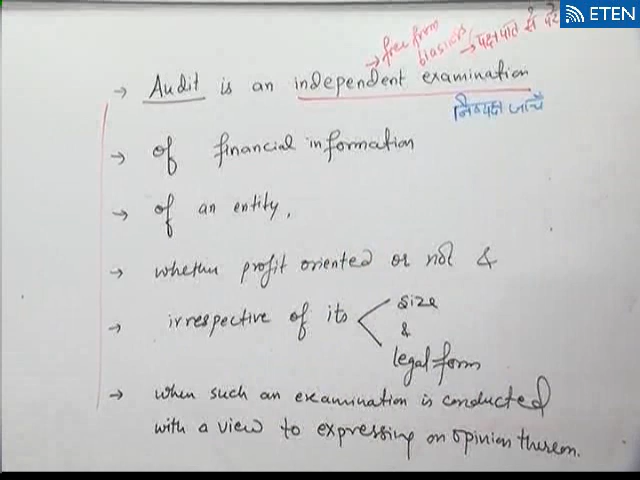 ETEN
→ free from
biasness → पक्षपात से परे
→ Audit is an independent examination
निष्पक्ष जाँच
→ of financial information
→ of an entity,
→ whether profit oriented or not &
→ irrespective of its size
&
legal form
→ when such an examination is conducted
with a view to expressing an opinion thereon.